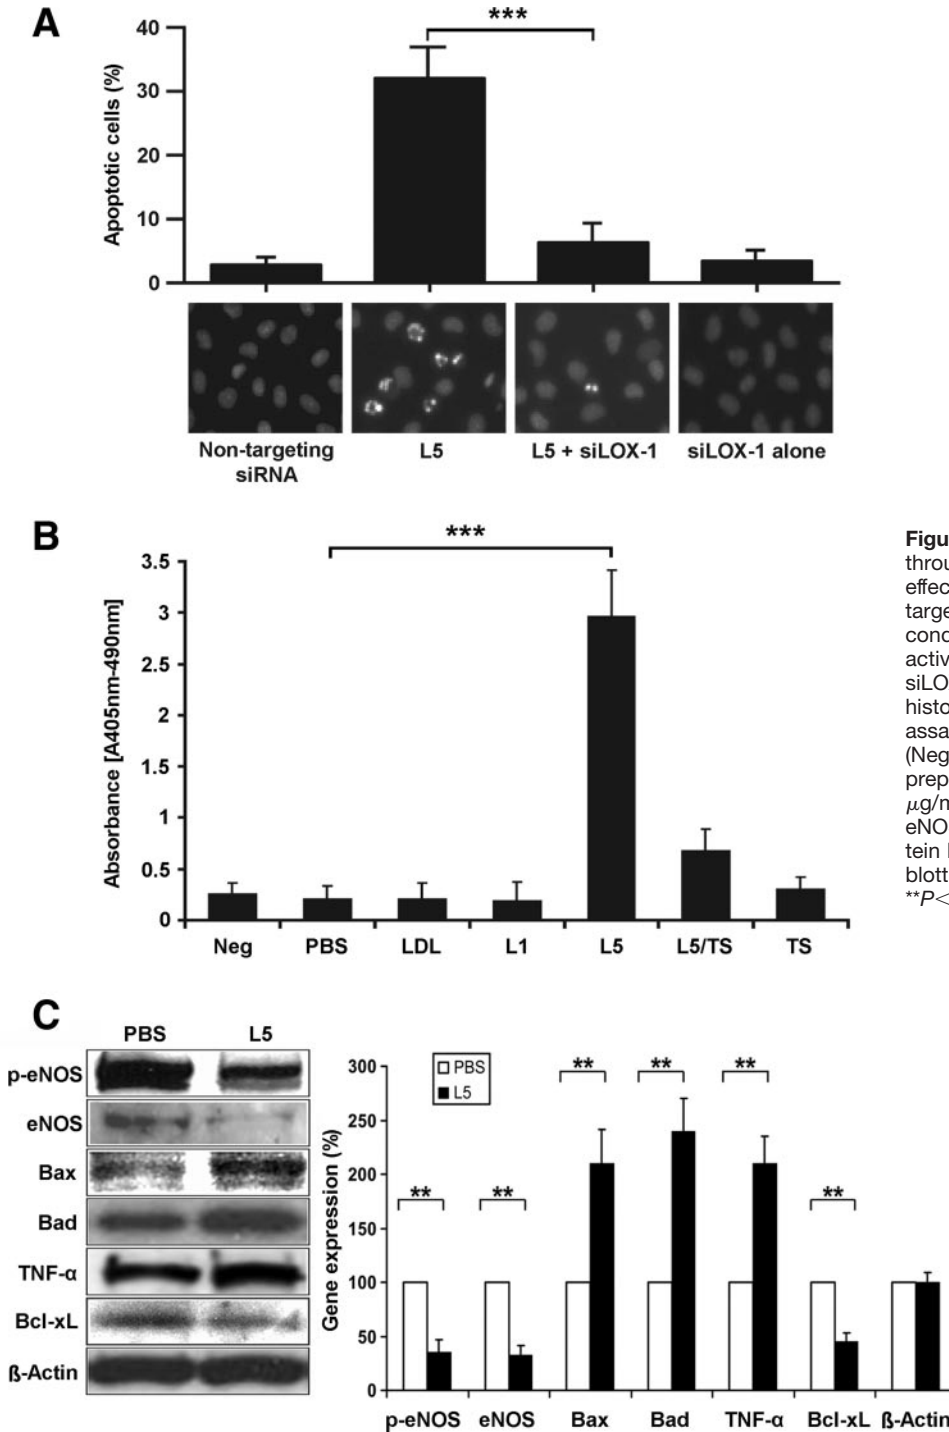 A
***
40
30
20
10
0
Apoptotic cells (%)
Non-targeting siRNA
L5
L5 + siLOX-1
siLOX-1 alone
B
***
3.5
3
2.5
2
1.5
1
0.5
0
Absorbance [A405nm-490nm]
Neg PBS LDL L1 L5 L5/TS TS
Figu
throu
effec
targe
cond
activ
siLO
histo
assa
(Neg
prep
μg/m
eNO
tein
blott
**P<
C
PBS L5
p-eNOS
eNOS
Bax
Bad
TNF-α
Bcl-xL
ß-Actin
PBS
L5
300
250
200
150
100
50
0
Gene expression (%)
** ** ** ** ** **
p-eNOS eNOS Bax Bad TNF-α Bcl-xL ß-Actin